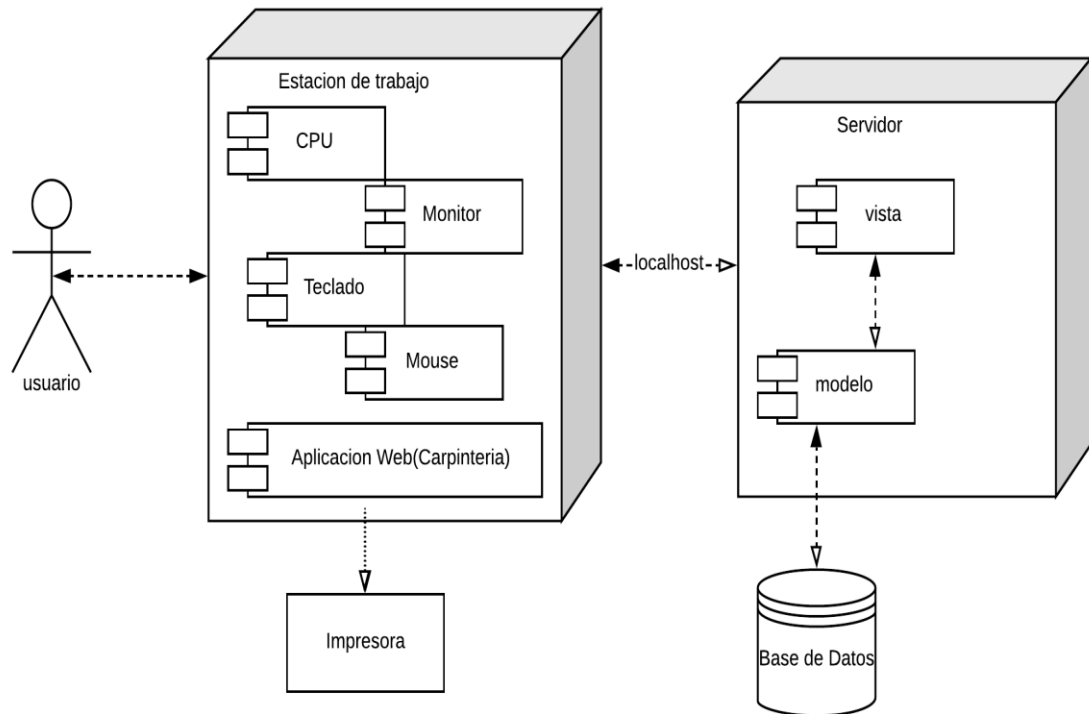 Estacion de trabajo
CPU
Monitor
Teclado
Mouse
Aplicacion Web(Carpinteria)
usuario
localhost
Servidor
vista
modelo
Impresora
Base de Datos